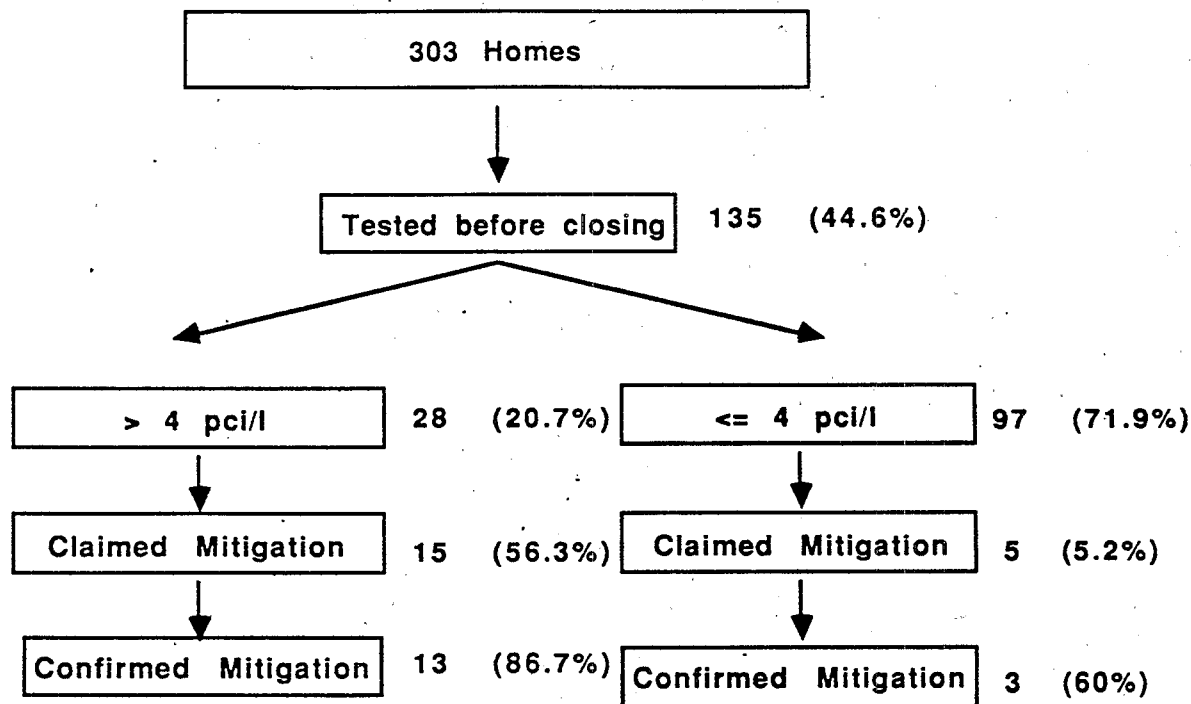 303 Homes
Tested before closing 135 (44.6%)
> 4 pci/l 28 (20.7%) <= 4 pci/l 97 (71.9%)
Claimed Mitigation 15 (56.3%) Claimed Mitigation 5 (5.2%)
Confirmed Mitigation 13 (86.7%) Confirmed Mitigation 3 (60%)